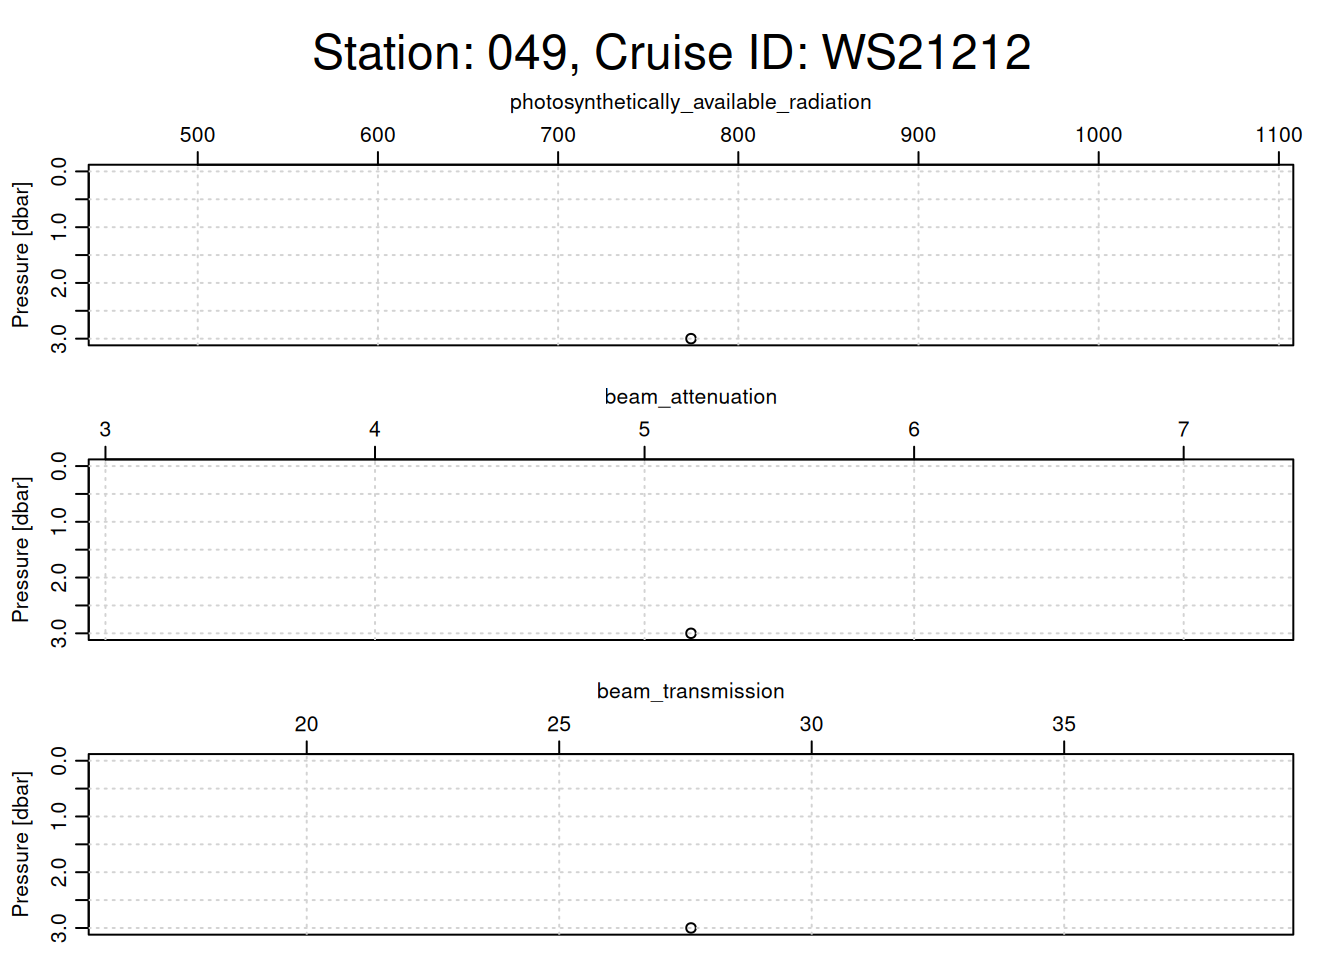 Station: 049, Cruise ID: WS21212
photosynthetically_available_radiation
500 600 700 800 900 1000 1100
Pressure [dbar]
0.0
1.0
2.0
3.0
beam_attenuation
3 4 5 6 7
Pressure [dbar]
0.0
1.0
2.0
3.0
beam_transmission
20 25 30 35
Pressure [dbar]
0.0
1.0
2.0
3.0